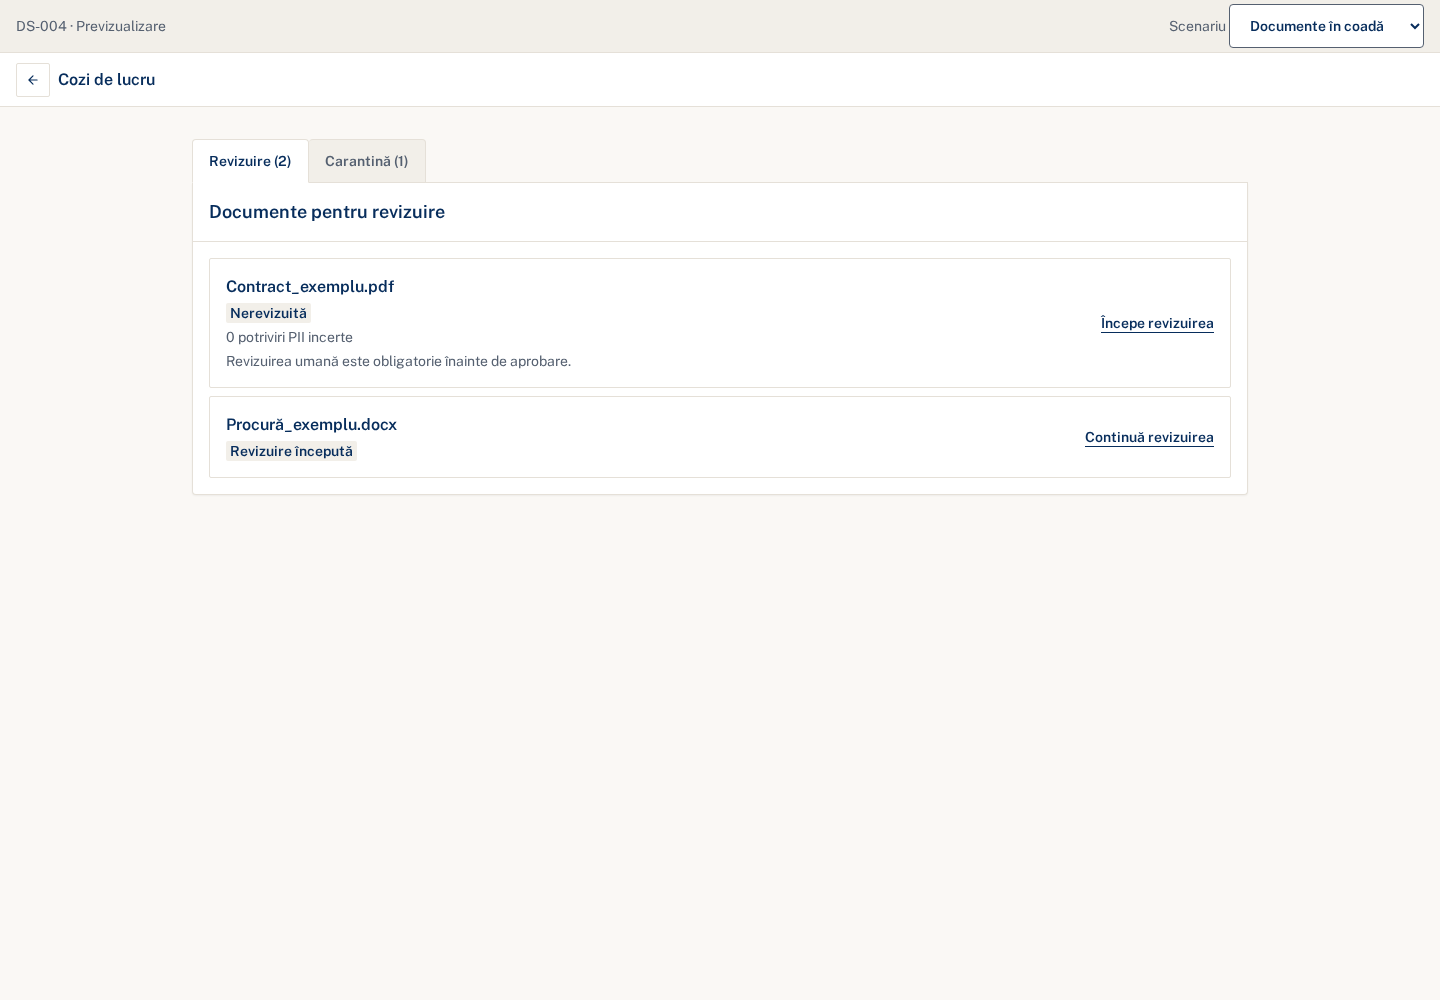 DS-004 · Previzualizare
Scenariu
Documente în coadă
Cozi de lucru
Revizuire (2)
Carantină (1)
Documente pentru revizuire
Contract_exemplu.pdf
Nerevizuită
0 potriviri PII incerte
Revizuirea umană este obligatorie înainte de aprobare.
Începe revizuirea
Procură_exemplu.docx
Revizuire începută
Continuă revizuirea